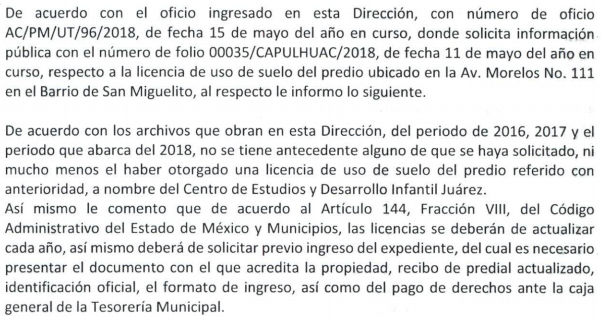 De acuerdo con el oficio ingresado en esta Dirección, con número de oficio
AC/PM/UT/96/2018, de fecha 15 de mayo del año en curso, donde solicita información
pública con el número de folio 00035/CAPULHUAC/2018, de fecha 11 de mayo del año en
curso, respecto a la licencia de uso de suelo del predio ubicado en la Av. Morelos No. 111
en el Barrio de San Miguelito, al respecto le informo lo siguiente.
De acuerdo con los archivos que obran en esta Dirección, del periodo de 2016, 2017 y el
periodo que abarca del 2018, no se tiene antecedente alguno de que se haya solicitado, ni
mucho menos el haber otorgado una licencia de uso de suelo del predio referido con
anterioridad, a nombre del Centro de Estudios y Desarrollo Infantil Juárez.
Así mismo le comento que de acuerdo al Artículo 144, Fracción VIII, del Código
Administrativo del Estado de México y Municipios, las licencias se deberán de actualizar
cada año, así mismo deberá de solicitar previo ingreso del expediente, del cual es necesario
presentar el documento con el que acredita la propiedad, recibo de predial actualizado,
identificación oficial, el formato de ingreso, así como del pago de derechos ante la caja
general de la Tesorería Municipal.